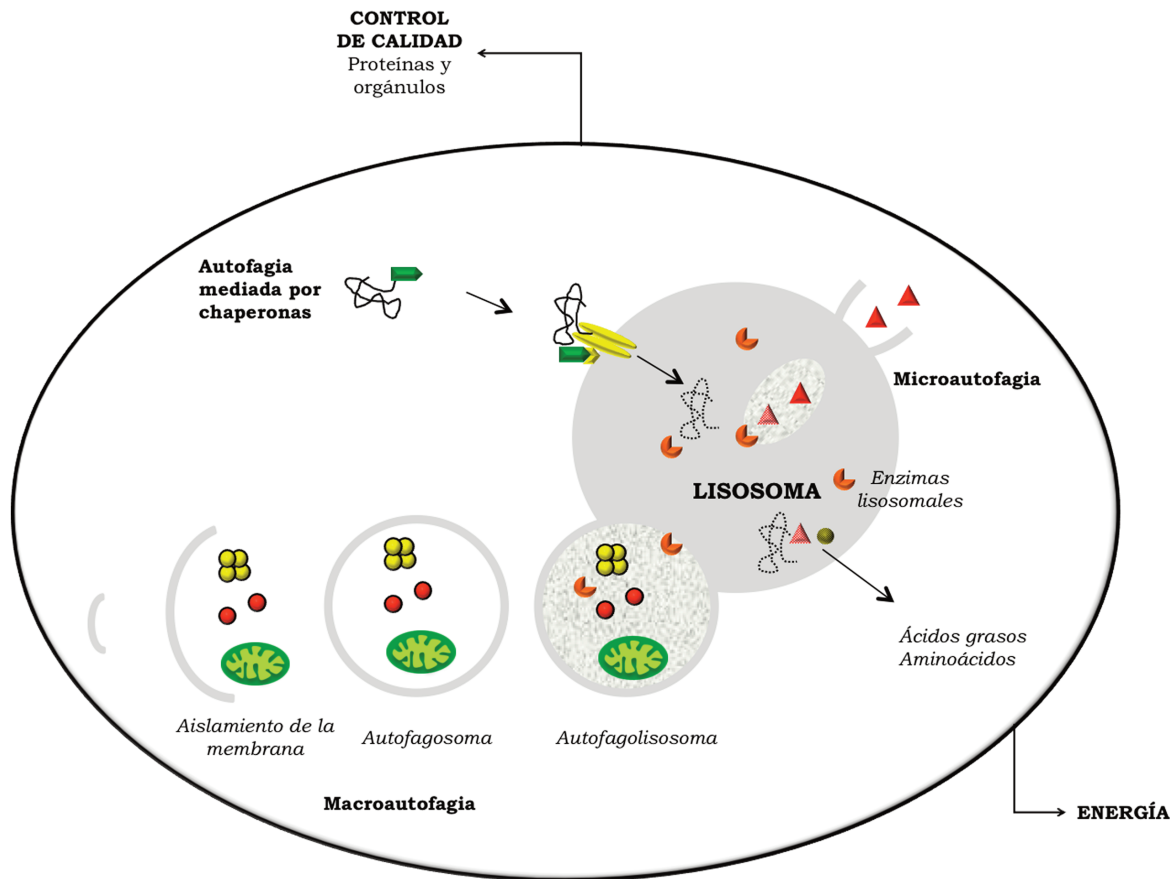 CONTROL
DE CALIDAD
Proteínas y
orgánulos
Autofagia
mediada por
chaperonas
Microautofagia
LISOSOMA
Enzimas
lisosomales
Ácidos grasos
Aminoácidos
Aislamiento de la
membrana
Autofagosoma
Autofagolisosoma
Macroautofagia
ENERGÍA